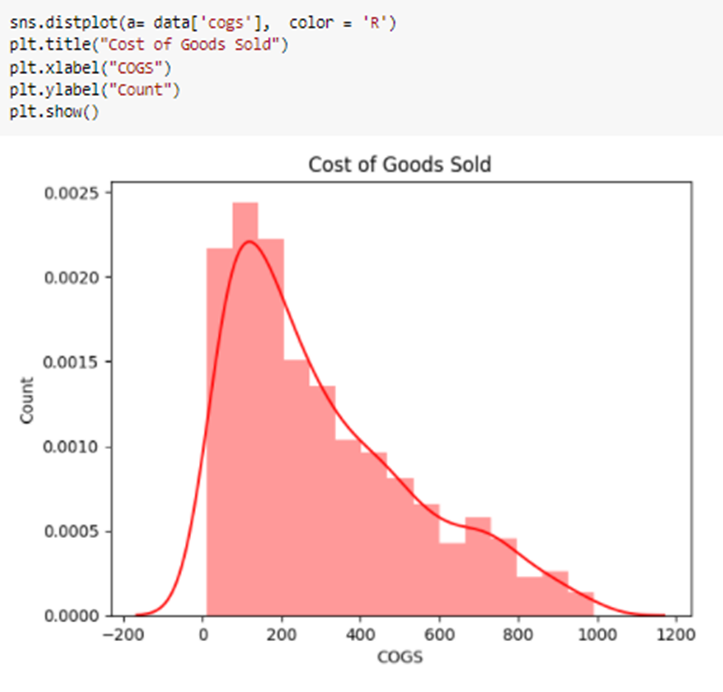 sns.distplot(a= data['cogs'],  color = 'R')
plt.title("Cost of Goods Sold")
plt.xlabel("COGS")
plt.ylabel("Count")
plt.show()
Cost of Goods Sold
0.0025
0.0020
0.0015
0.0010
0.0005
0.0000
Count
−200 0 200 400 600 800 1000 1200
COGS